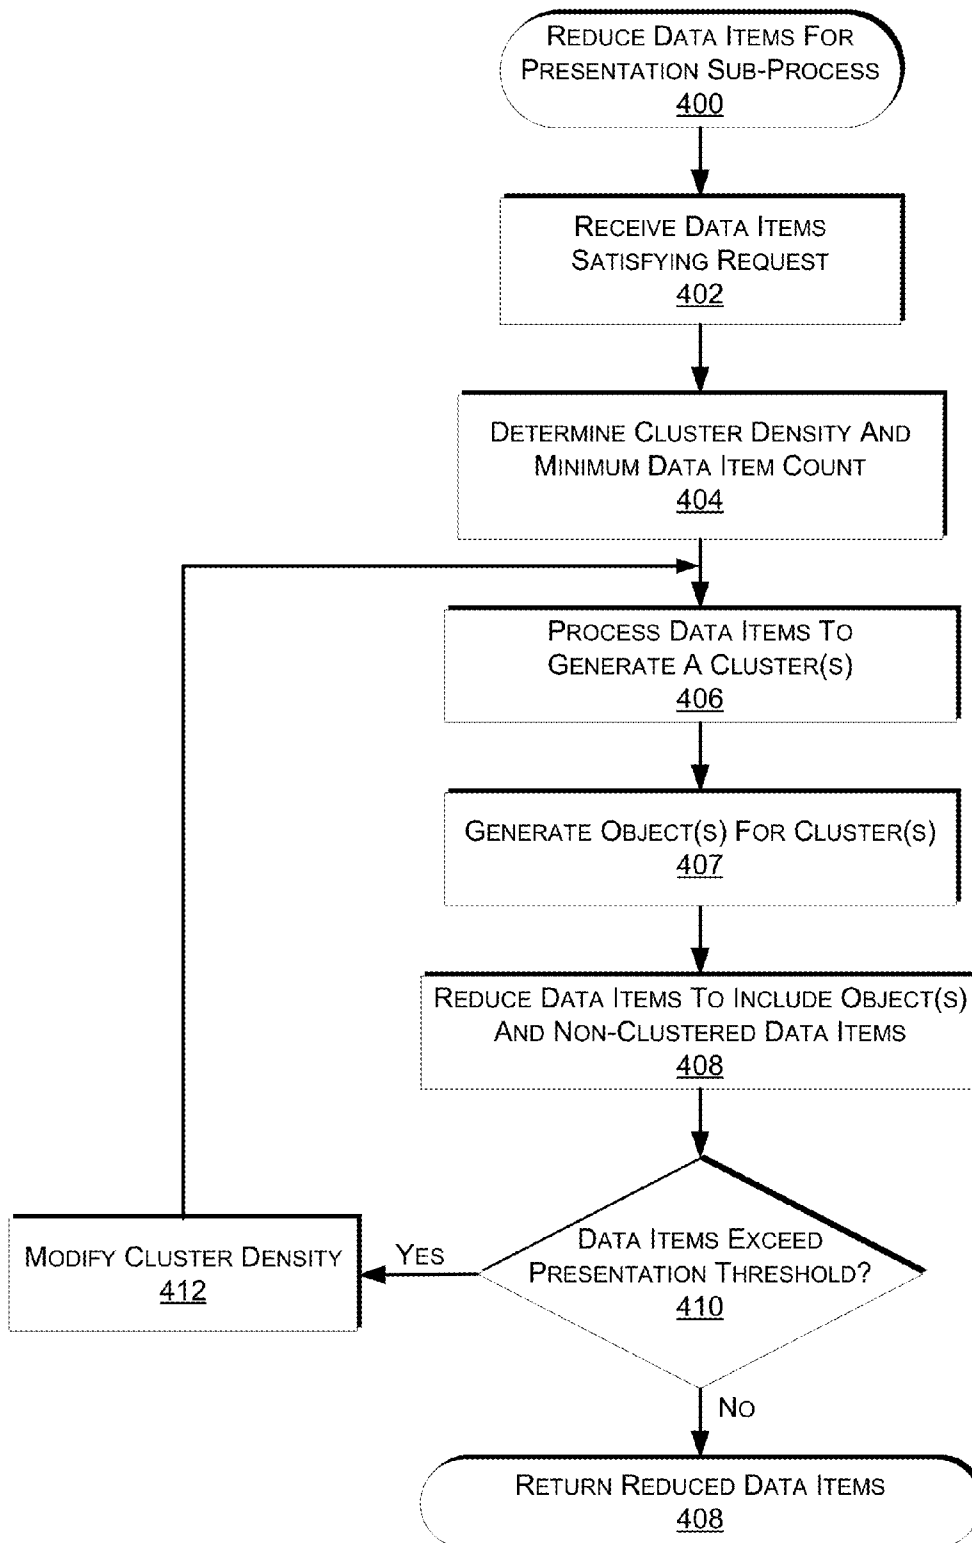 REDUCE DATA ITEMS FOR
PRESENTATION SUB-PROCESS
400
RECEIVE DATA ITEMS
SATISFYING REQUEST
402
DETERMINE CLUSTER DENSITY AND
MINIMUM DATA ITEM COUNT
404
PROCESS DATA ITEMS TO
GENERATE A CLUSTER(S)
406
GENERATE OBJECT(S) FOR CLUSTER(S)
407
REDUCE DATA ITEMS TO INCLUDE OBJECT(S)
AND NON-CLUSTERED DATA ITEMS
408
DATA ITEMS EXCEED
PRESENTATION THRESHOLD?
410
YES
MODIFY CLUSTER DENSITY
412
NO
RETURN REDUCED DATA ITEMS
408